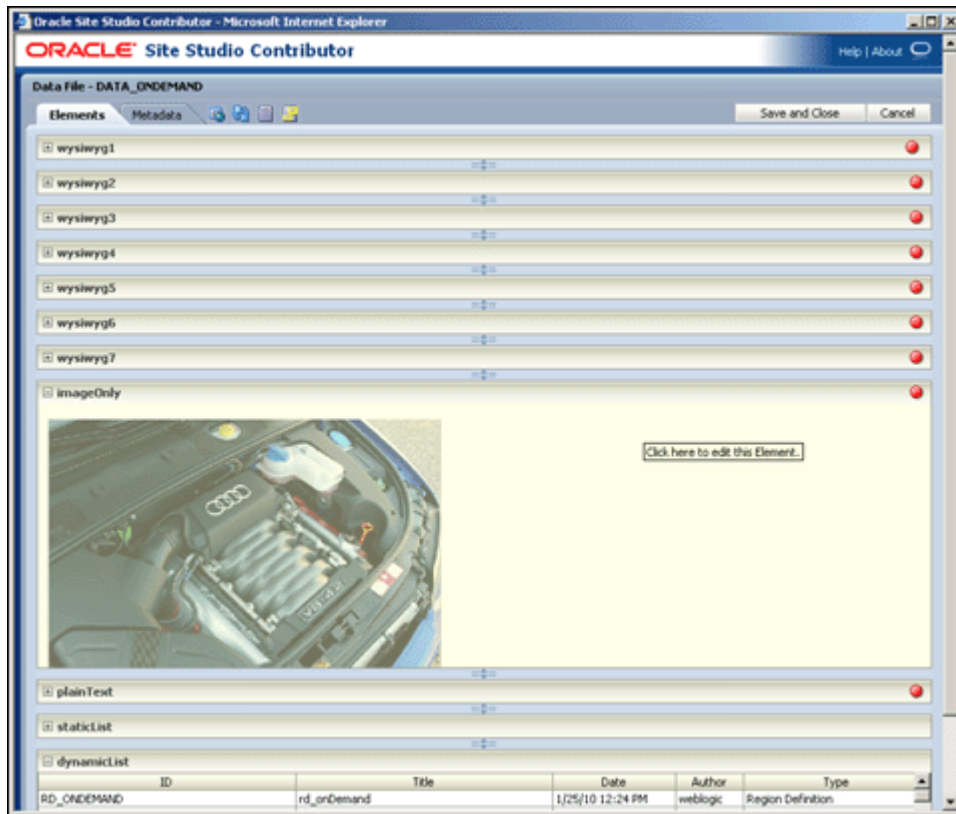 Oracle Site Studio Contributor - Microsoft Internet Explorer
ORACLE Site Studio Contributor
Help | About
Data File - DATA_ONDEMAND
Elements Metadata Save and Close Cancel
wysiwyg1
wysiwyg2
wysiwyg3
wysiwyg4
wysiwyg5
wysiwyg6
wysiwyg7
imageOnly
Click here to edit this Element.
plainText
staticList
dynamicList
ID Title Date Author Type
RD_ONDEMAND rd_onDemand 1/25/10 12:24 PM weblogic Region Definition